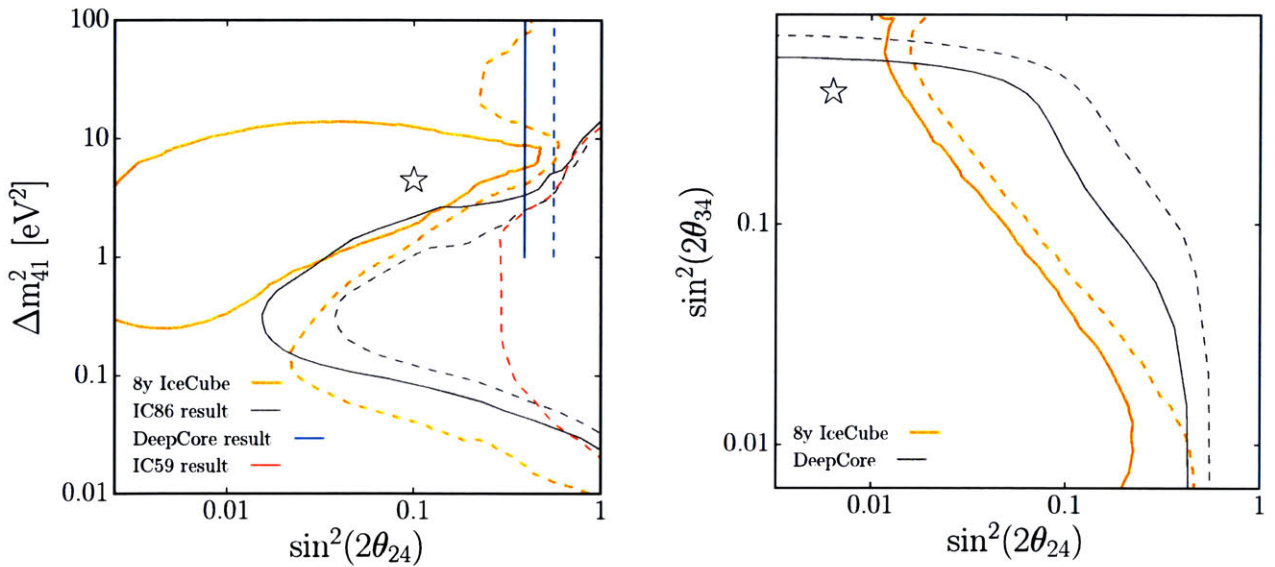 100
10
1
0.1
0.01
Δm²₄₁ [eV²]
8y IceCube
IC86 result
DeepCore result
IC59 result
0.01
0.1
1
sin²(2θ₂₄)
0.1
0.01
sin²(2θ₃₄)
8y IceCube
DeepCore
0.01
0.1
1
sin²(2θ₂₄)